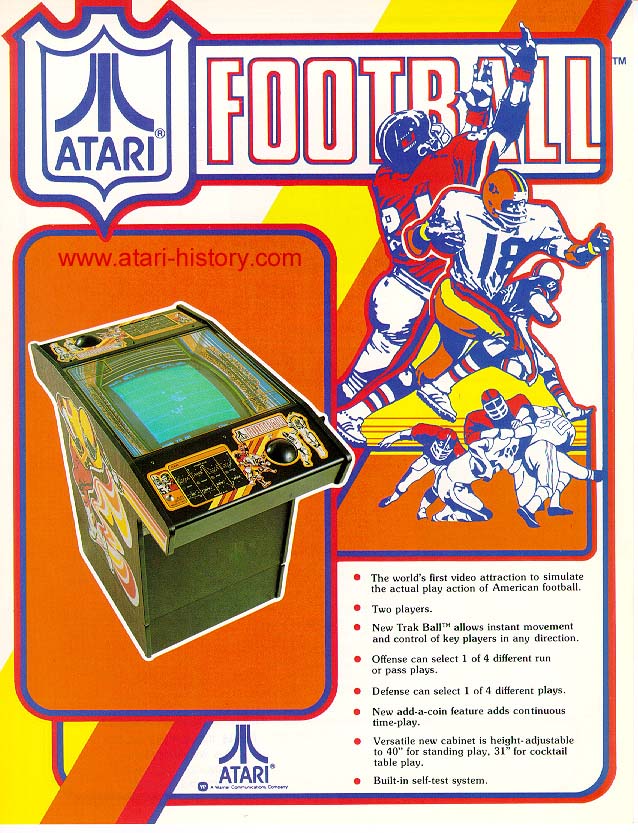 ATARI®
FOOTBALL™
www.atari-history.com
• The world's first video attraction to simulate
the actual play action of American football.
• Two players.
• New Trak Ball™ allows instant movement
and control of key players in any direction.
• Offense can select 1 of 4 different run
or pass plays.
• Defense can select 1 of 4 different plays.
• New add-a-coin feature adds continuous
time-play.
• Versatile new cabinet is height-adjustable
to 40" for standing play, 31" for cocktail
table play.
• Built-in self-test system.
ATARI®
A Warner Communications Company
18